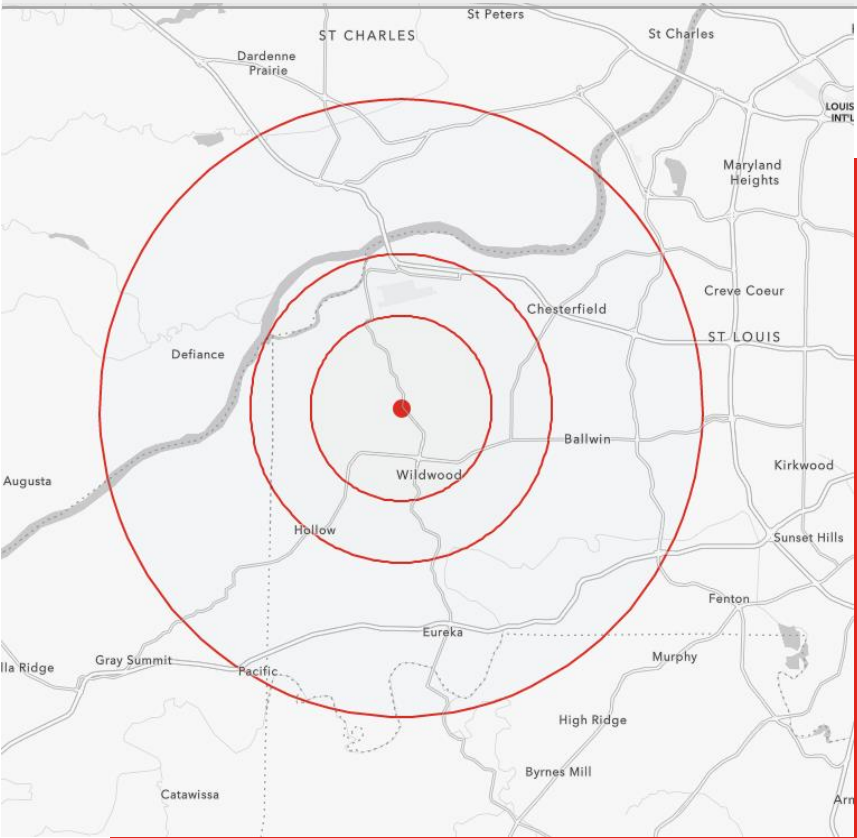 St Peters
ST CHARLES
St Charles
Dardenne
Prairie
LOUIS
INT'L
Maryland
Heights
Creve Coeur
Chesterfield
ST LOUIS
Defiance
Ballwin
Kirkwood
Wildwood
Augusta
Hollow
Sunset Hills
Fenton
Eureka
Murphy
lla Ridge
Gray Summit
Pacific
High Ridge
Byrnes Mill
Catawissa
Arn